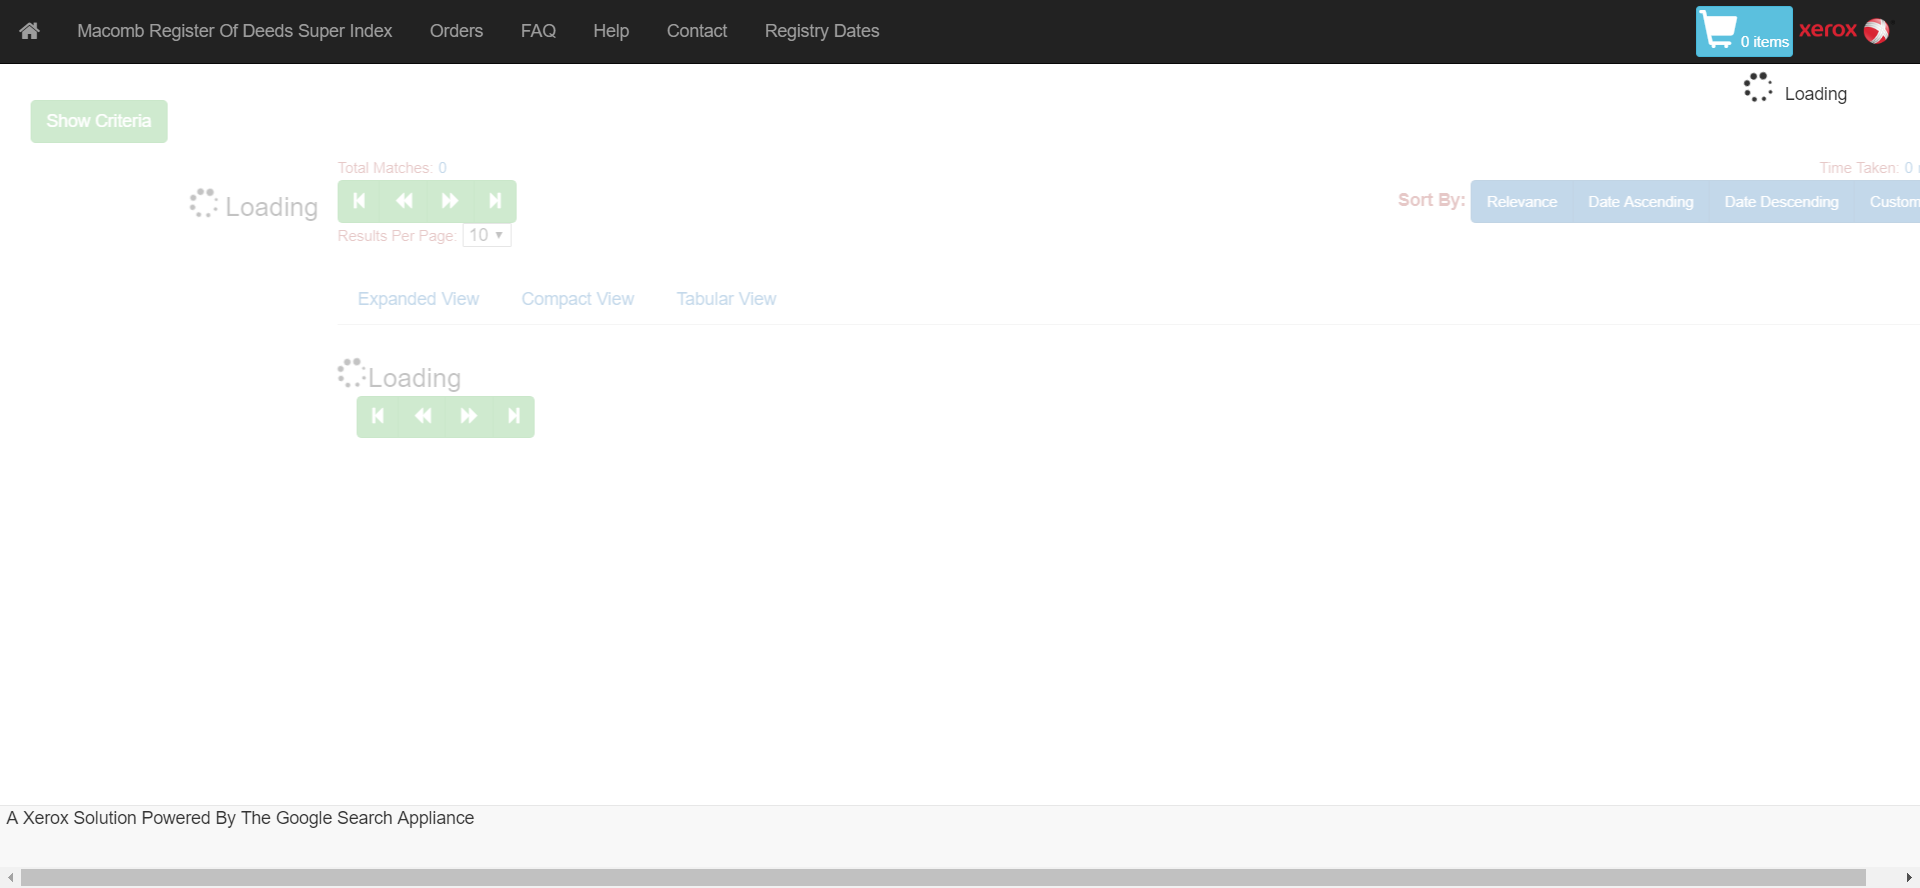 Macomb Register Of Deeds Super Index Orders FAQ Help Contact Registry Dates 0 items xerox
Loading
Show Criteria
Total Matches: 0
Time Taken: 0
Loading
Sort By: Relevance Date Ascending Date Descending Custom
Results Per Page: 10
Expanded View Compact View Tabular View
Loading
A Xerox Solution Powered By The Google Search Appliance